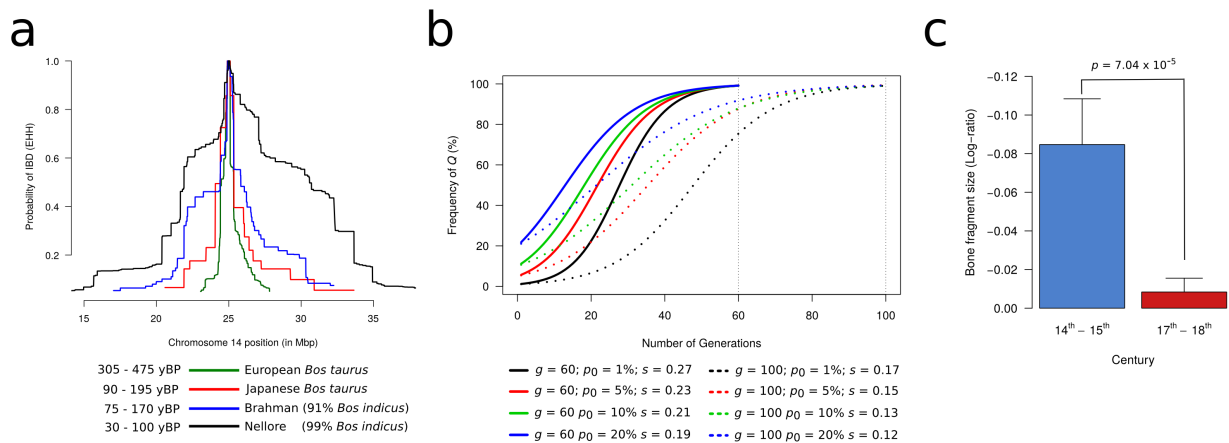 a
Probability of IBD (EHH)
1.0
0.8
0.6
0.4
0.2
15 20 25 30 35
Chromosome 14 position (in Mbp)
305 - 475 yBP European Bos taurus
90 - 195 yBP Japanese Bos taurus
75 - 170 yBP Brahman (91% Bos indicus)
30 - 100 yBP Nellore (99% Bos indicus)
b
Frequency of Q (%)
100
80
60
40
20
0
0 20 40 60 80 100
Number of Generations
g = 60; p0 = 1%; s = 0.27
g = 60; p0 = 5%; s = 0.23
g = 60 p0 = 10% s = 0.21
g = 60 p0 = 20% s = 0.19
g = 100; p0 = 1%; s = 0.17
g = 100; p0 = 5%; s = 0.15
g = 100 p0 = 10% s = 0.13
g = 100 p0 = 20% s = 0.12
c
p = 7.04 x 10⁻⁵
Bone fragment size (Log−ratio)
−0.12
−0.10
−0.08
−0.06
−0.04
−0.02
0.00
14th − 15th 17th − 18th
Century